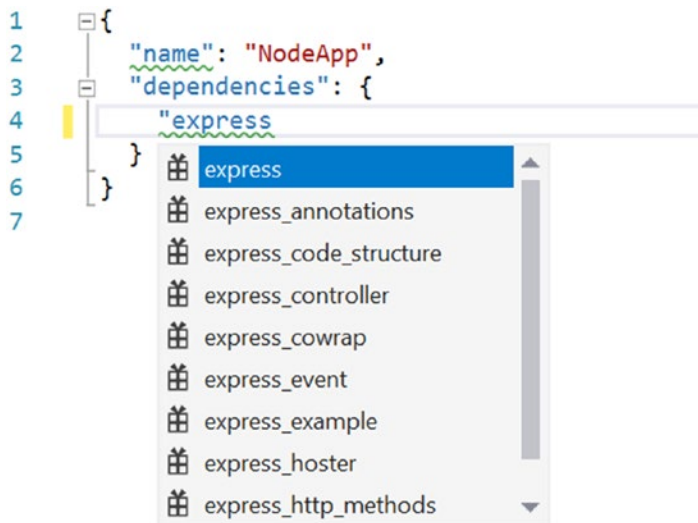 1 {
2 "name": "NodeApp",
3 "dependencies": {
4 "express
5 }
6 }
7
express
express_annotations
express_code_structure
express_controller
express_cowrap
express_event
express_example
express_hoster
express_http_methods